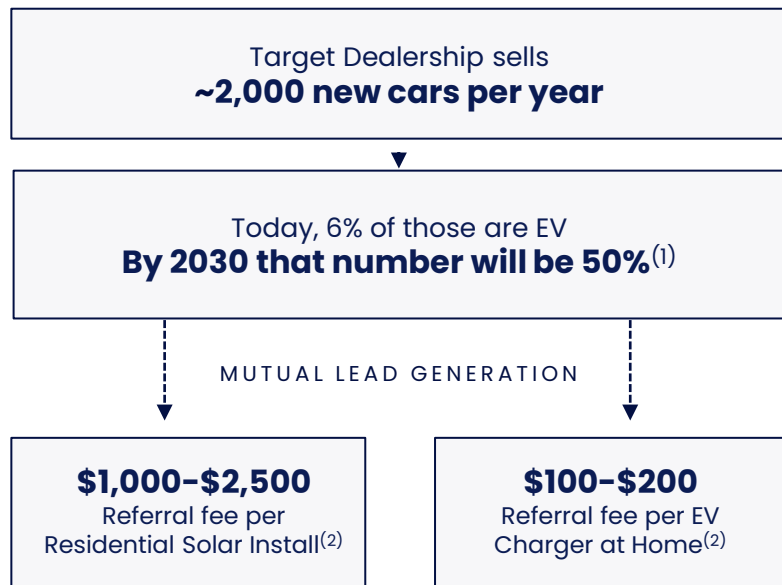 Target Dealership sells
~2,000 new cars per year
Today, 6% of those are EV
By 2030 that number will be 50%(1)
MUTUAL LEAD GENERATION
$1,000-$2,500
Referral fee per
Residential Solar Install(2)
$100-$200
Referral fee per EV
Charger at Home(2)